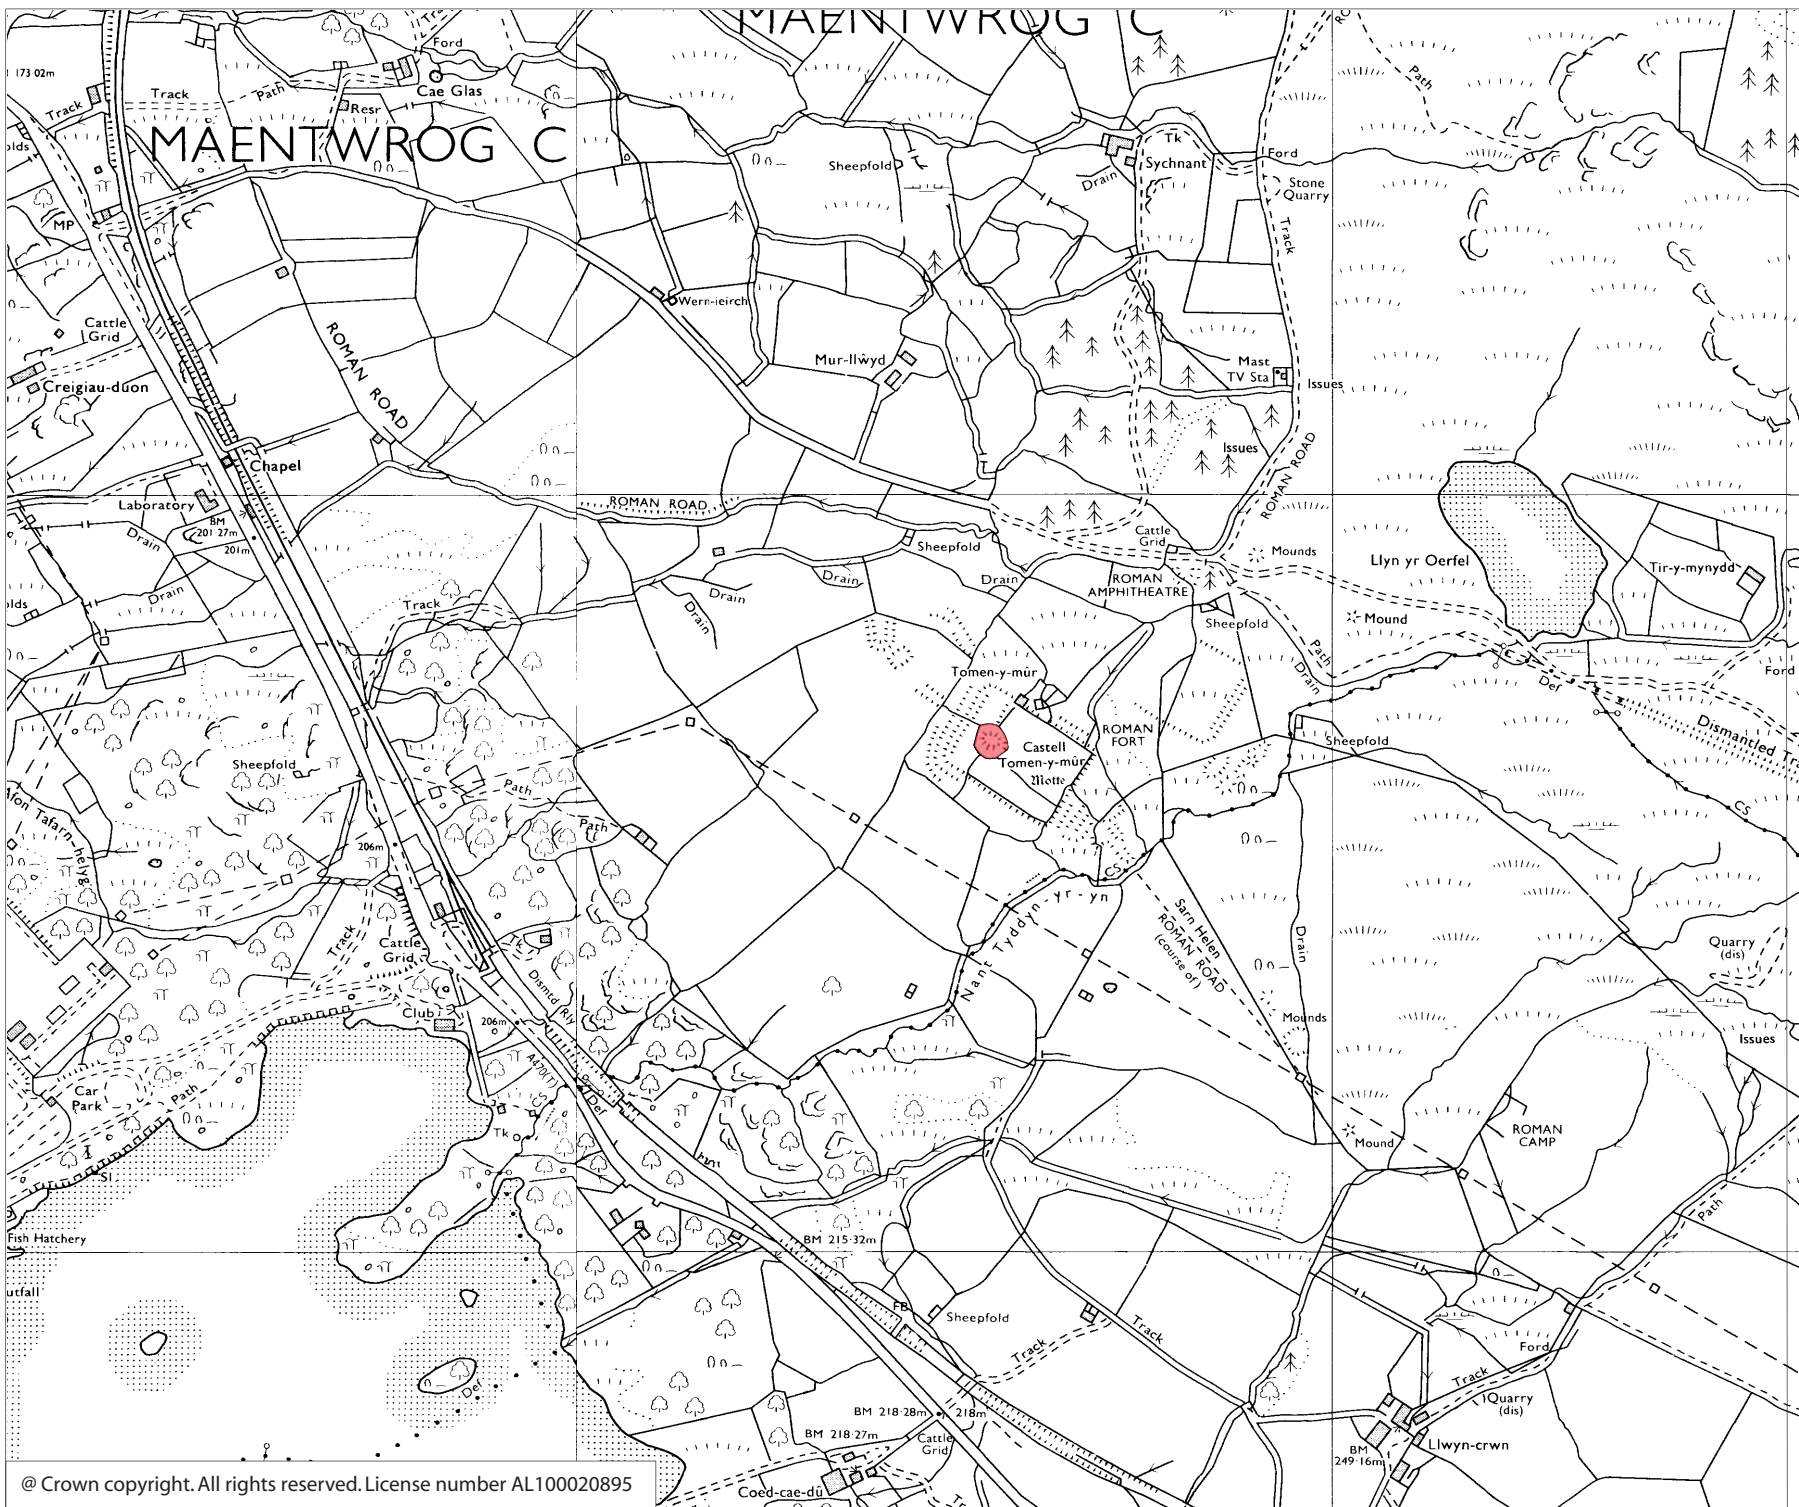 MAENTWROG C
173 02m
Track
Ford
Track
Path
Cae Glas
Resr
MAENTWROG C
Path
Sheepfold
Tk
Sychnant
Drain
Ford
Stone
Quarry
Track
MP
Cattle
Grid
Creigiau-duon
ROMAN ROAD
Wern-ieirch
Mur-llŵyd
Mast
TV Sta
Issues
Issues
ROMAN ROAD
Chapel
Laboratory
BM
201·27m
201m
Drain
Drain
ROMAN ROAD
Sheepfold
Drain
Drain
Drain
Drain
Cattle
Grid
Mounds
ROMAN
AMPHITHEATRE
Sheepfold
Llyn yr Oerfel
Tir-y-mynydd
Mound
Path
Drain
Ford
Def
Dismantled
Track
Tomen-y-mûr
Castell
Tomen-y-mûr
Motte
ROMAN
FORT
Sheepfold
CS
Sheepfold
Path
Path
Afon Tafarn-helyg
206m
Track
Cattle
Grid
Tk
Dismtd Rly
Club
206m
A470(T)
CS
Def
CS
Nant Tyddyn-yr-yn
Sarn Helen
ROMAN ROAD
(course of)
Drain
Mounds
Quarry
(dis)
Issues
Car
Park
Path
Sl
Tk
Mound
ROMAN
CAMP
Path
Fish Hatchery
utfall
BM 215·32m
FB
Sheepfold
Track
Track
Def
Ford
Track
Quarry
(dis)
BM 218·28m
218m
BM 218·27m
Cattle
Grid
Coed-cae-dû
BM
249·16m
Llwyn-crwn
@ Crown copyright. All rights reserved. License number AL100020895